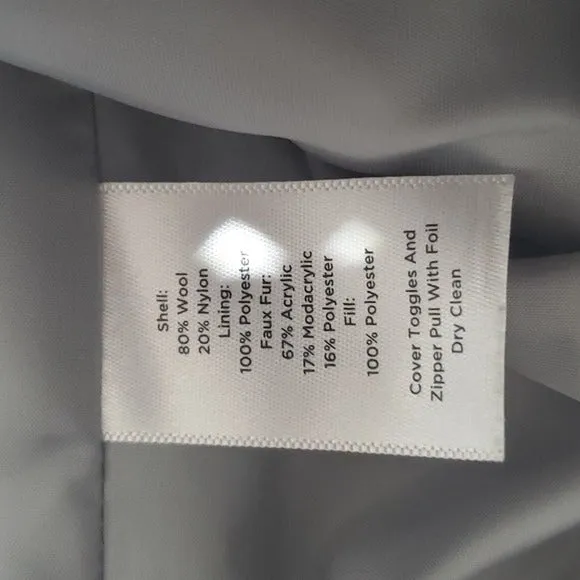 Shell:
80% Wool
20% Nylon
Lining:
100% Polyester
Faux Fur:
67% Acrylic
17% Modacrylic
16% Polyester
Fill:
100% Polyester
Cover Toggles And
Zipper Pull With Foil
Dry Clean